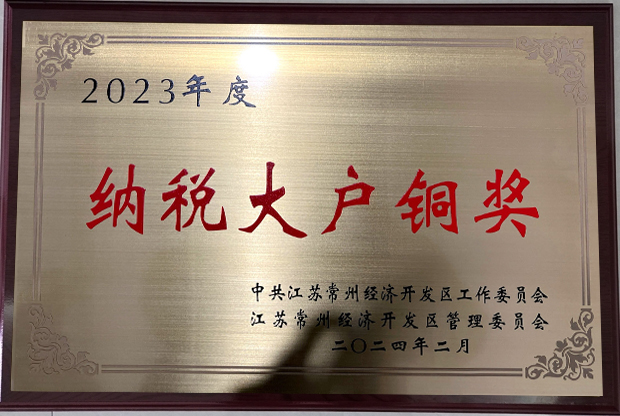 2023年度
纳税大户铜奖
中共江苏常州经济开发区工作委员会
江苏常州经济开发区管理委员会
二〇二四年二月